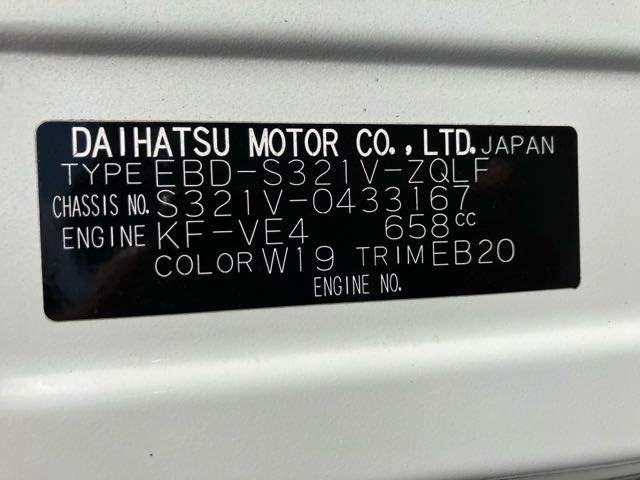 DAIHATSU MOTOR CO.,LTD. JAPAN
TYPE EBD-S321V-ZQLF
CHASSIS NO. S321V-0433167
ENGINE KF-VE4 658cc
COLOR W19 TRIM EB20
ENGINE NO.